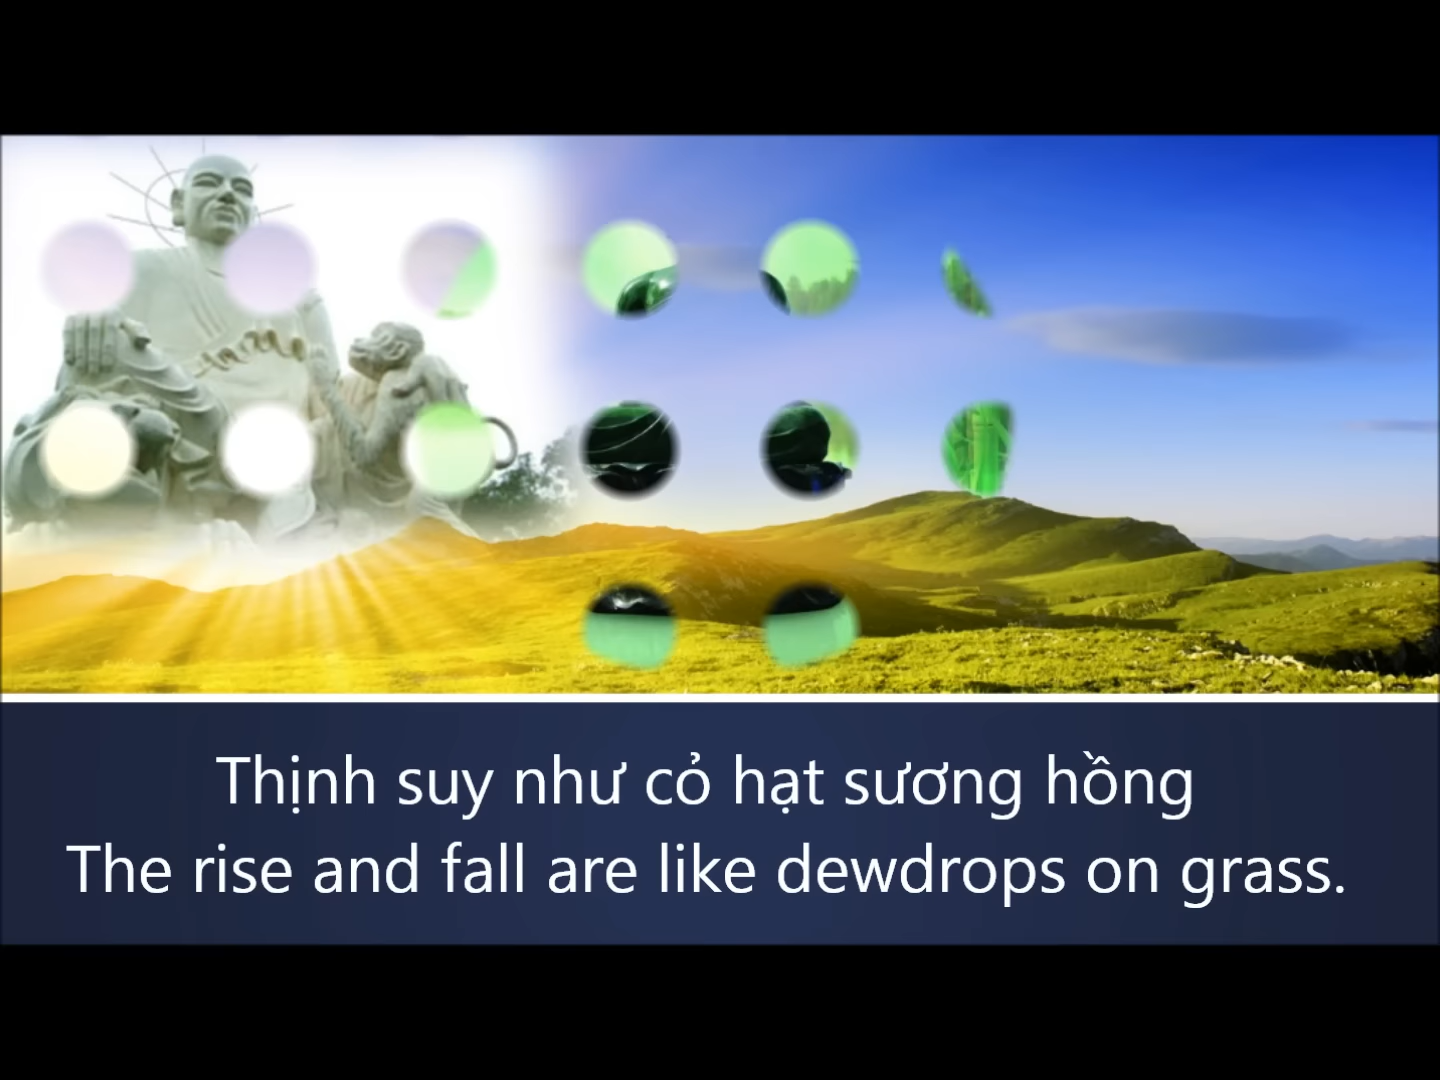 Thịnh suy như cỏ hạt sương hồng
The rise and fall are like dewdrops on grass.